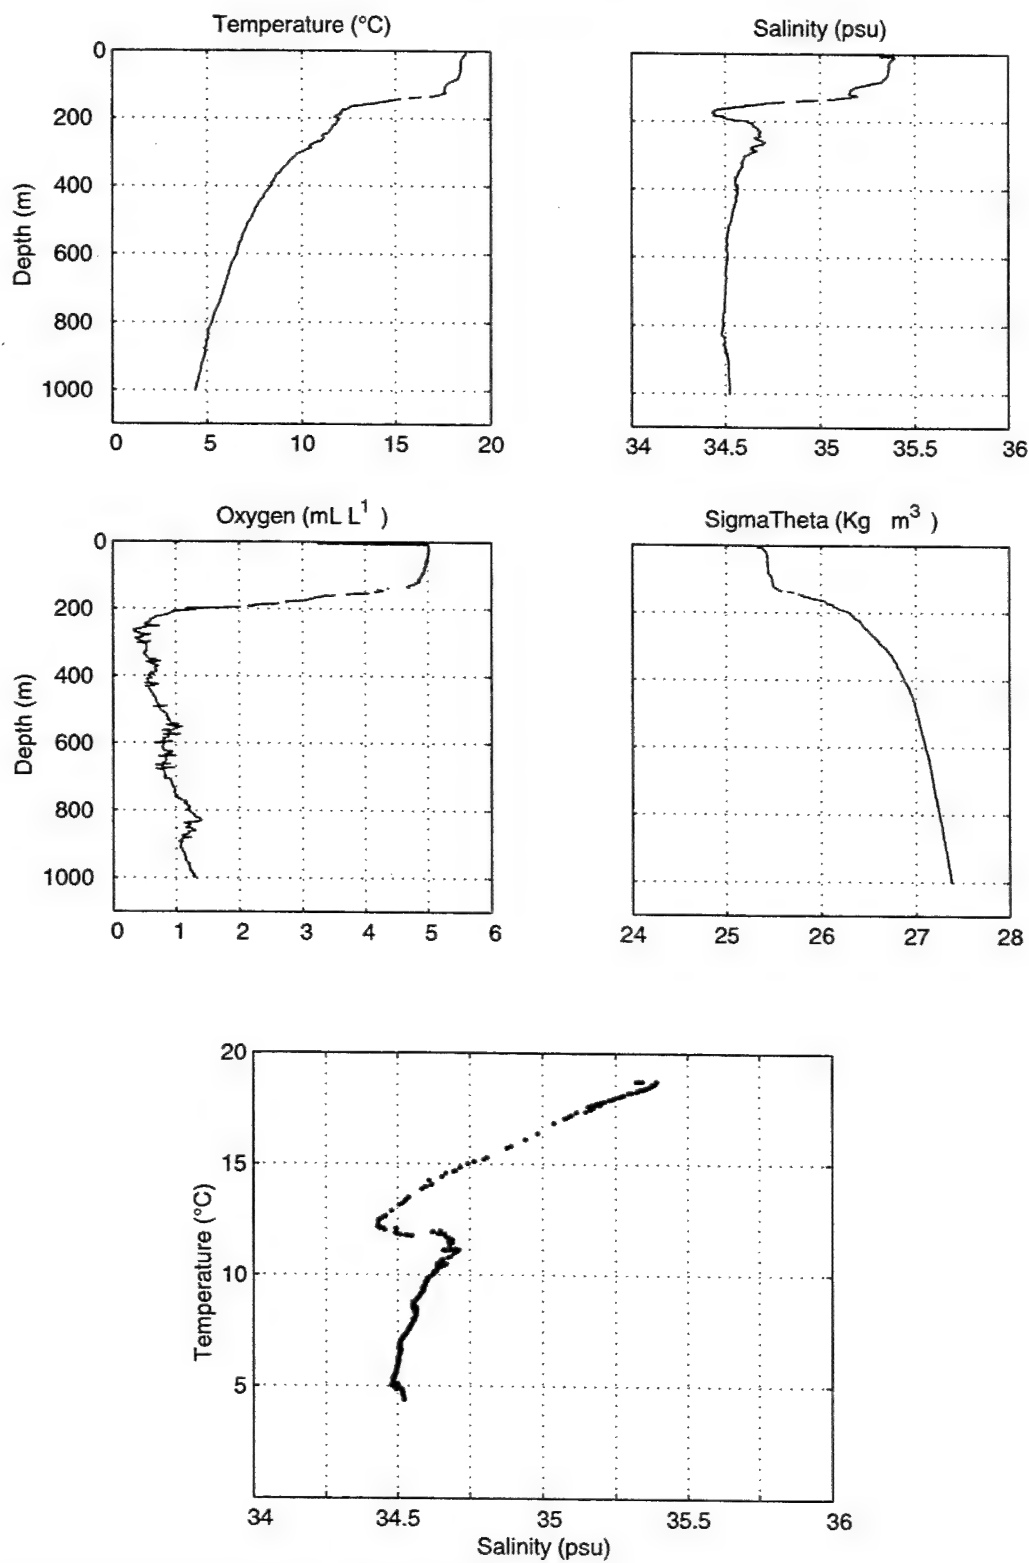 Temperature (°C)
0
200
400
600
800
1000
Depth (m)
0 5 10 15 20
Salinity (psu)
34 34.5 35 35.5 36
Oxygen (mL L1 )
0
200
400
600
800
1000
Depth (m)
0 1 2 3 4 5 6
SigmaTheta (Kg m3 )
24 25 26 27 28
20
15
10
5
Temperature (°C)
34 34.5 35 35.5 36
Salinity (psu)